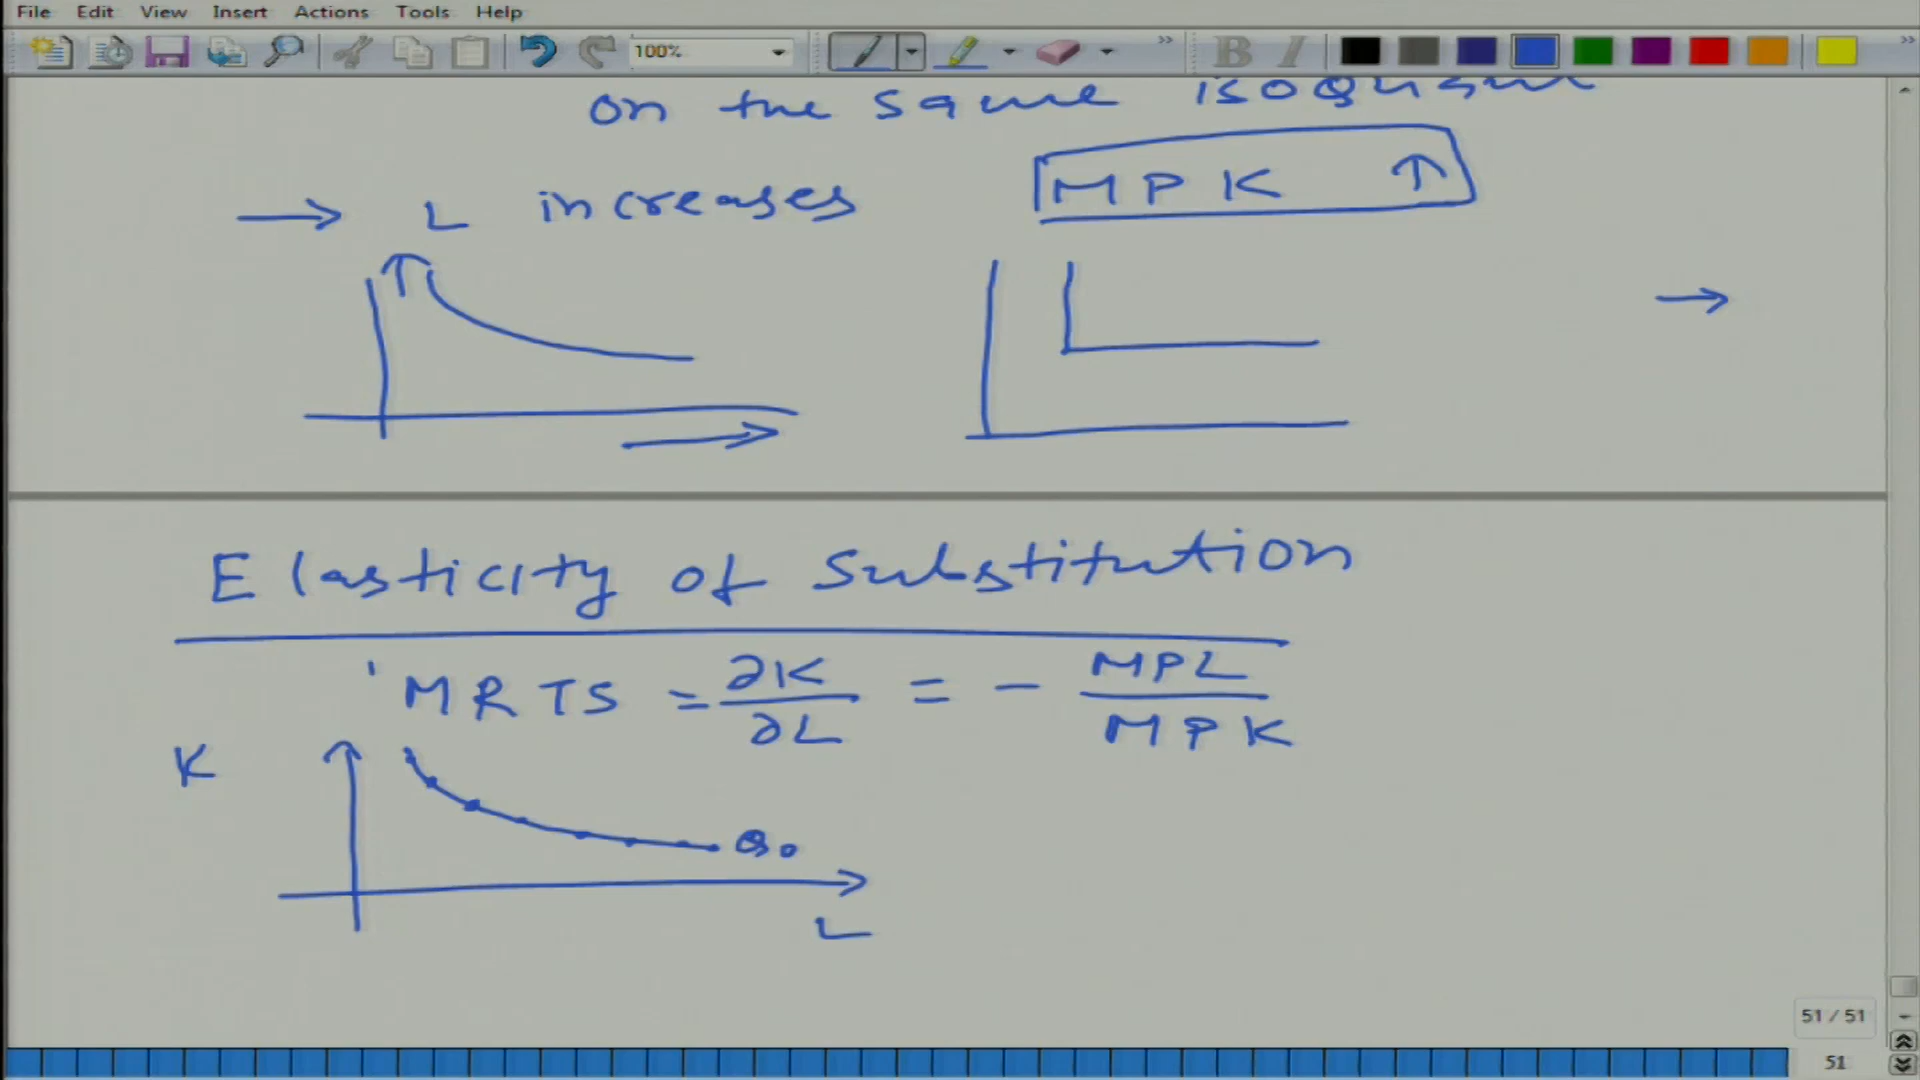 File Edit View Insert Actions Tools Help
100%
on the same isoquant
→ L increases
MPK ↑
Elasticity of Substitution
MRTS = ∂K/∂L = - MPL/MPK
K
Q₀
L
51 / 51
51